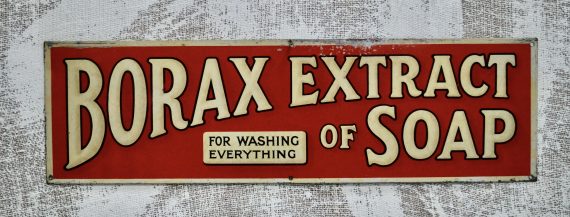 BORAX EXTRACT
OF SOAP
FOR WASHING
EVERYTHING